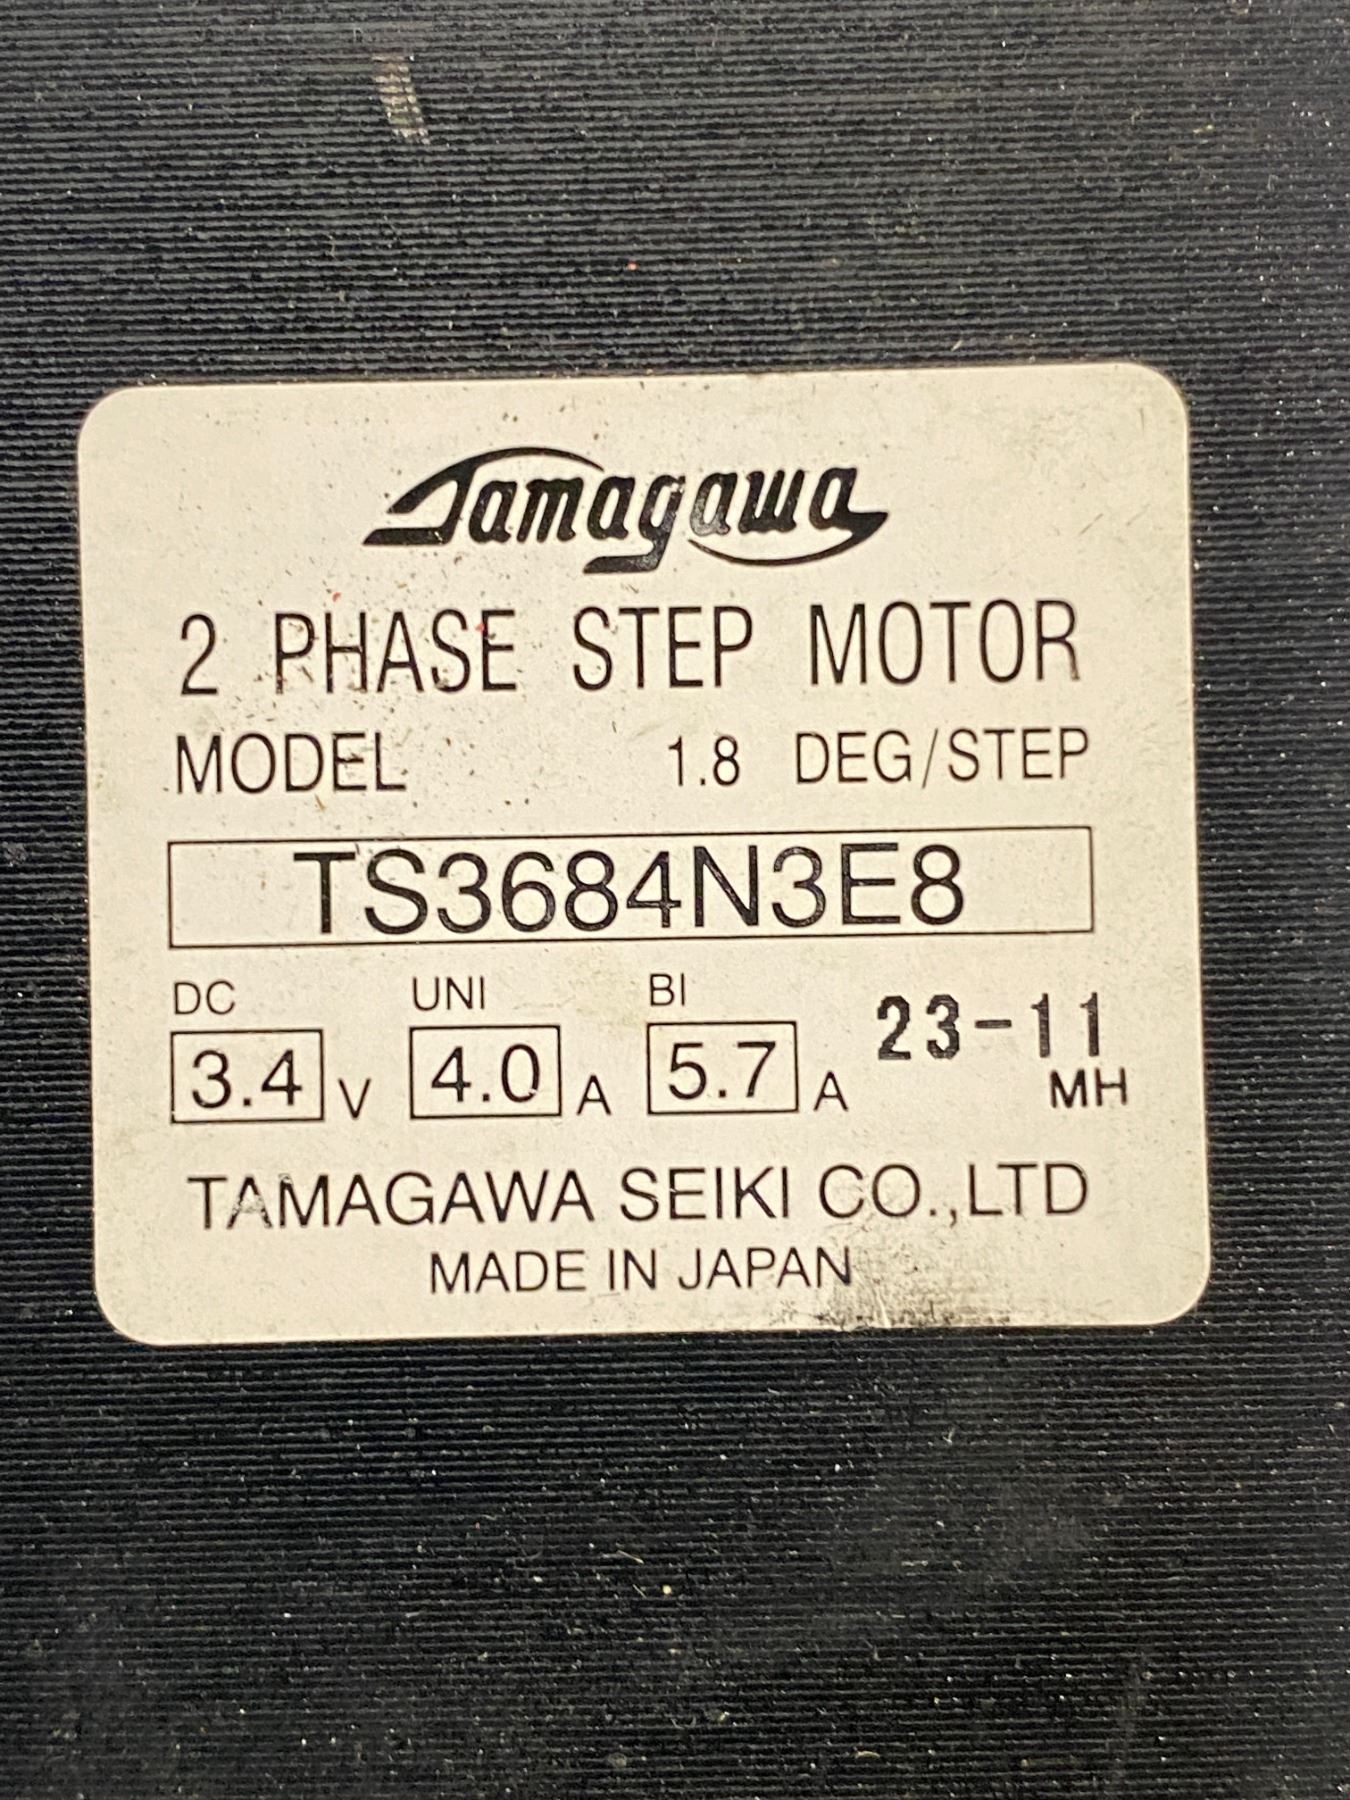 Tamagawa
2 PHASE STEP MOTOR
MODEL 1.8 DEG/STEP
TS3684N3E8
DC UNI BI
3.4 V 4.0 A 5.7 A 23-11
MH
TAMAGAWA SEIKI CO.,LTD
MADE IN JAPAN